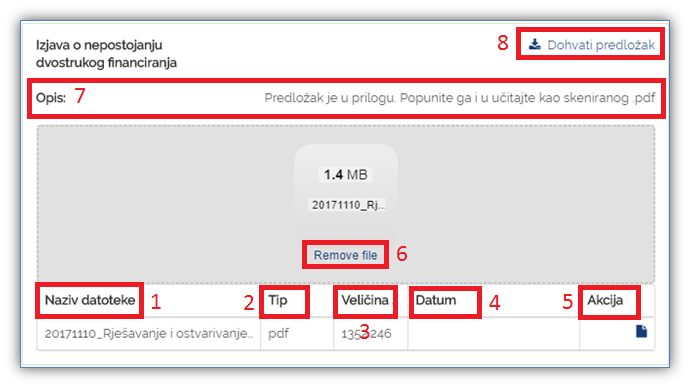 Izjava o nepostojanju
dvostrukog financiranja
8 Dohvati predložak
Opis: 7 Predložak je u prilogu. Popunite ga i u učitajte kao skeniranog .pdf
1.4 MB
20171110_Rj...
Remove file 6
Naziv datoteke 1 2 Tip Veličina Datum 4 5 Akcija
3
20171110_Rješavanje i ostvarivanje... pdf